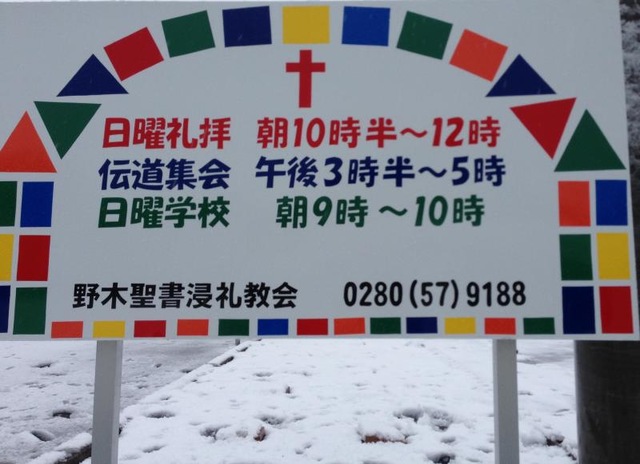 日曜礼拝 朝10時半～12時
伝道集会 午後3時半～5時
日曜学校 朝9時～10時
野木聖書浸礼教会 0280(57)9188